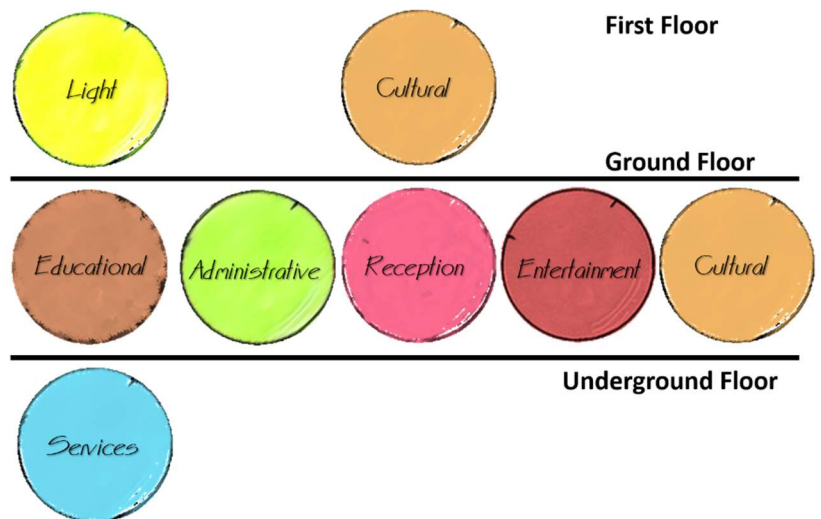 First Floor
Light
Cultural
Ground Floor
Educational
Administrative
Reception
Entertainment
Cultural
Underground Floor
Services